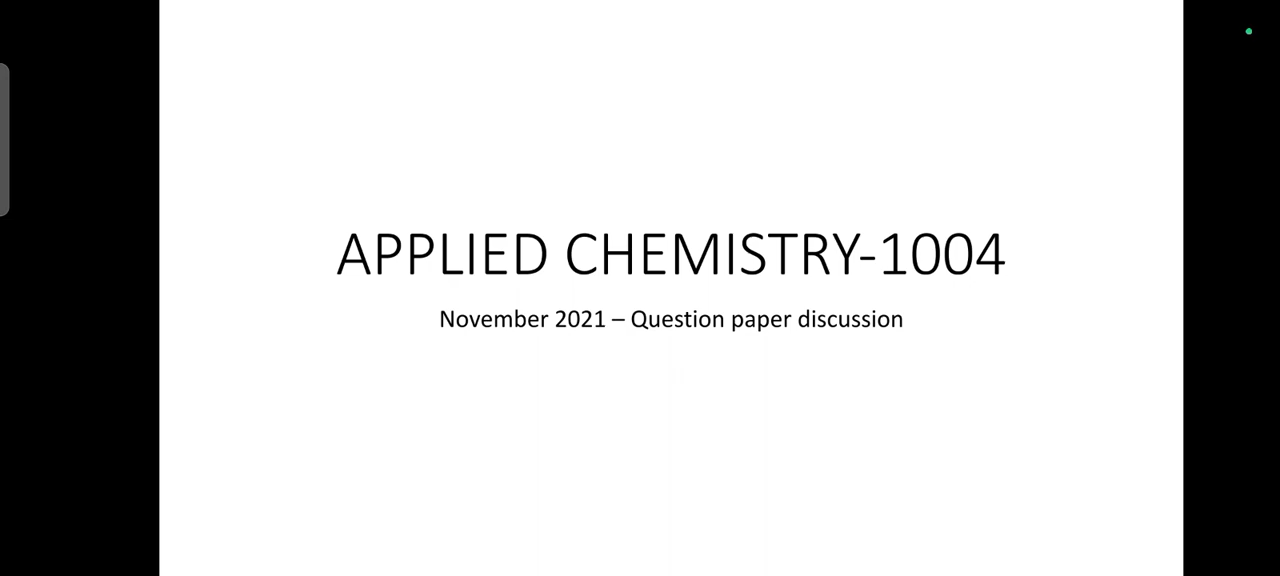 APPLIED CHEMISTRY-1004
November 2021 – Question paper discussion